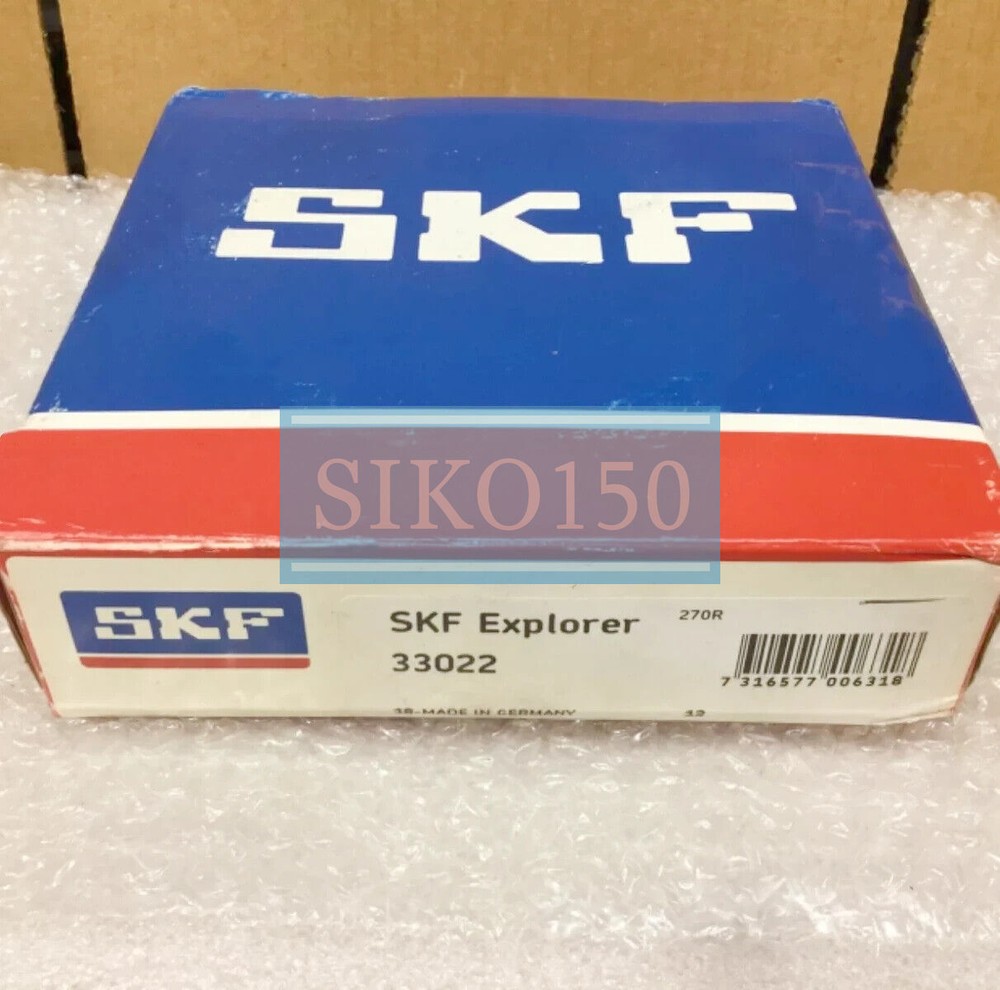 SKF
SIKO150
SKF
SKF Explorer
270R
33022
7 316577 006318
MADE IN GERMANY